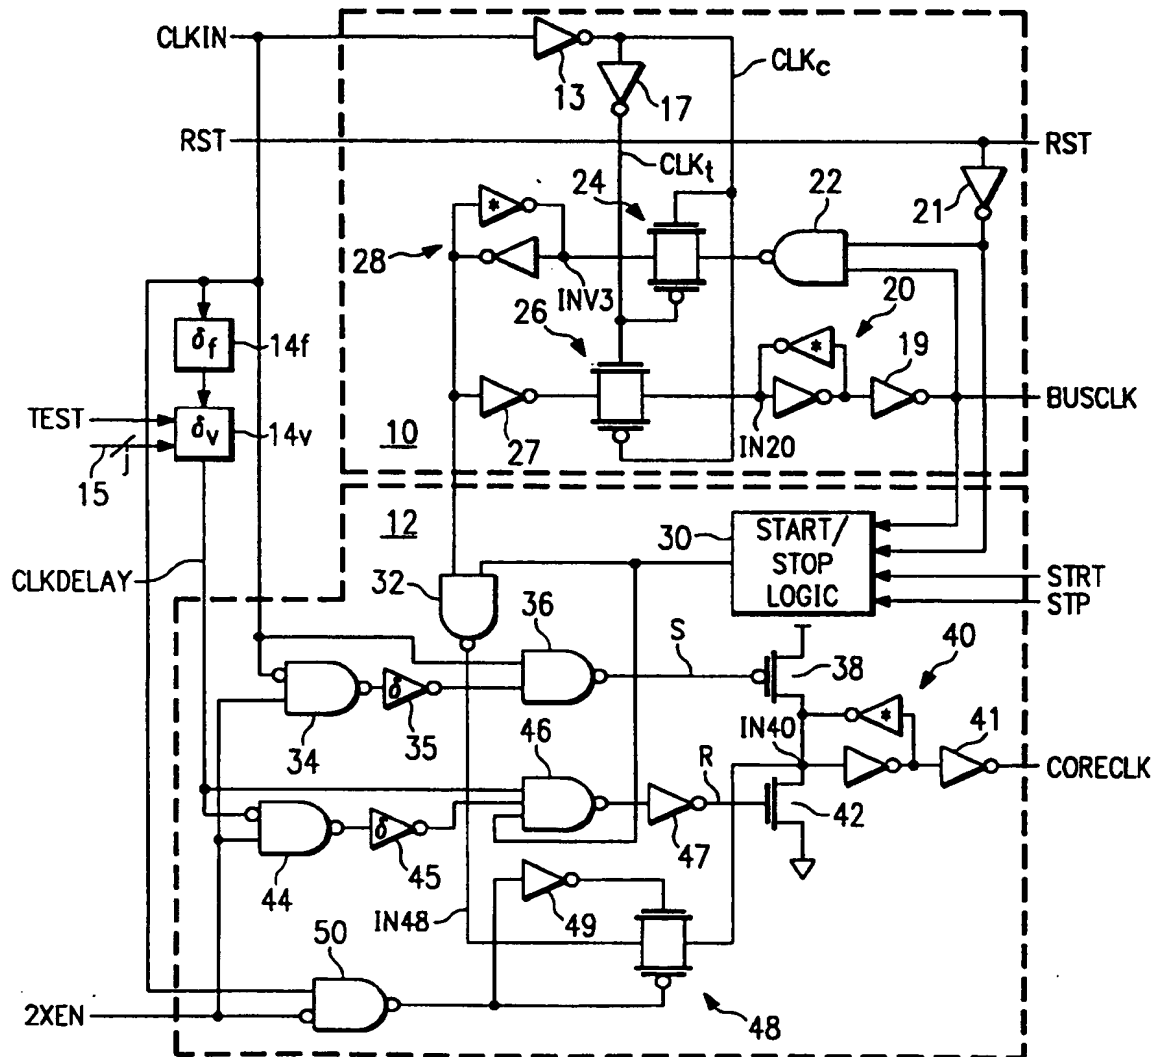 CLKIN
13
17
CLKc
RST
RST
CLKt
24
22
21
*
28
INV3
26
20
δf
14f
*
19
TEST
δv
14v
BUSCLK
j
15
10
27
IN20
12
30
START/
STOP
LOGIC
CLKDELAY
32
STRT
STP
36
S
38
40
δ
*
34
35
46
IN40
41
R
CORECLK
42
δ
44
45
47
IN48
49
50
2XEN
48